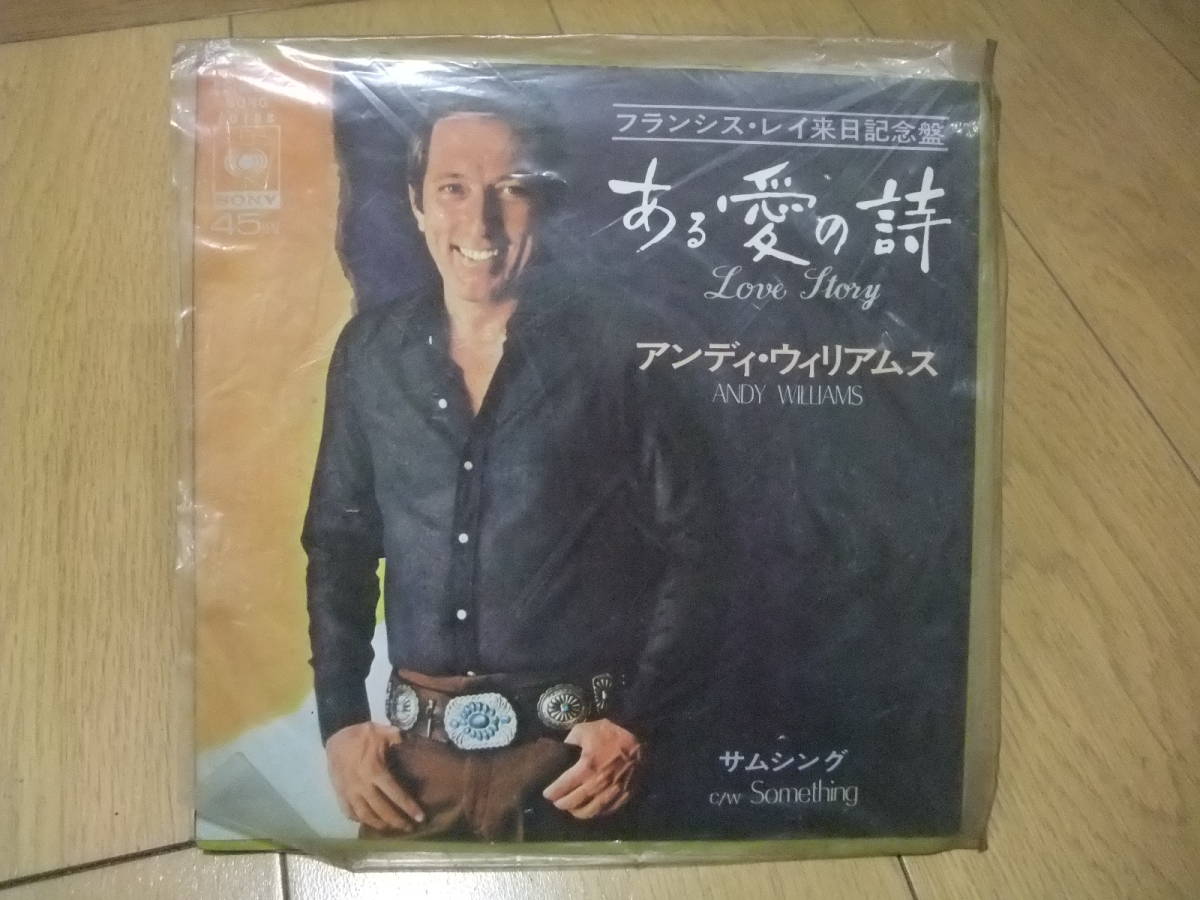 SONY
45
フランシス・レイ来日記念盤
ある愛の詩
Love Story
アンディ・ウィリアムス
ANDY WILLIAMS
サムシング
c/w Something